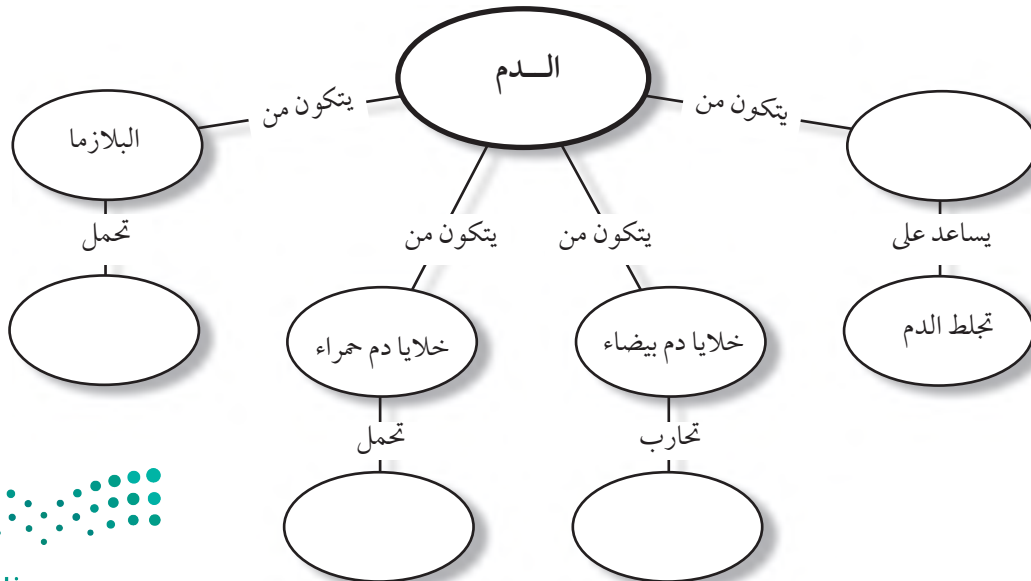 الـــدم
يتكون من
يتكون من
البلازما
تحمل
يتكون من
يتكون من
يساعد على
تجلط الدم
خلايا دم بيضاء
خلايا دم حمراء
تحارب
تحمل